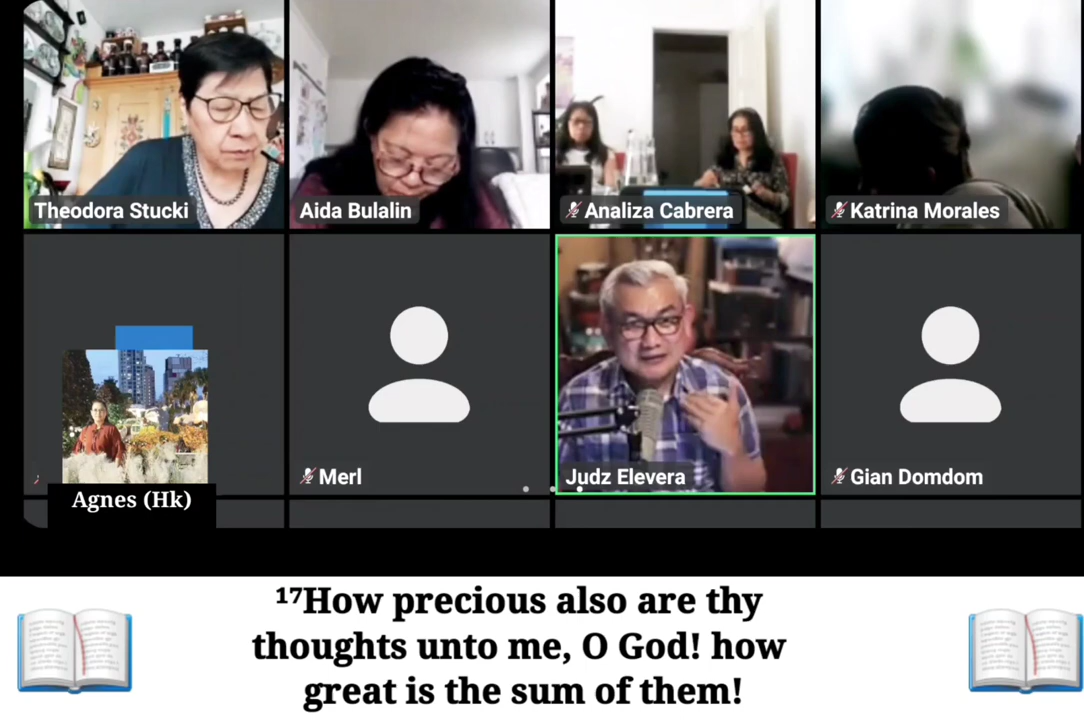 Theodora Stucki
Aida Bulalin
Analiza Cabrera
Katrina Morales
Agnes (Hk)
Merl
Judz Elevera
Gian Domdom
¹⁷How precious also are thy
thoughts unto me, O God! how
great is the sum of them!